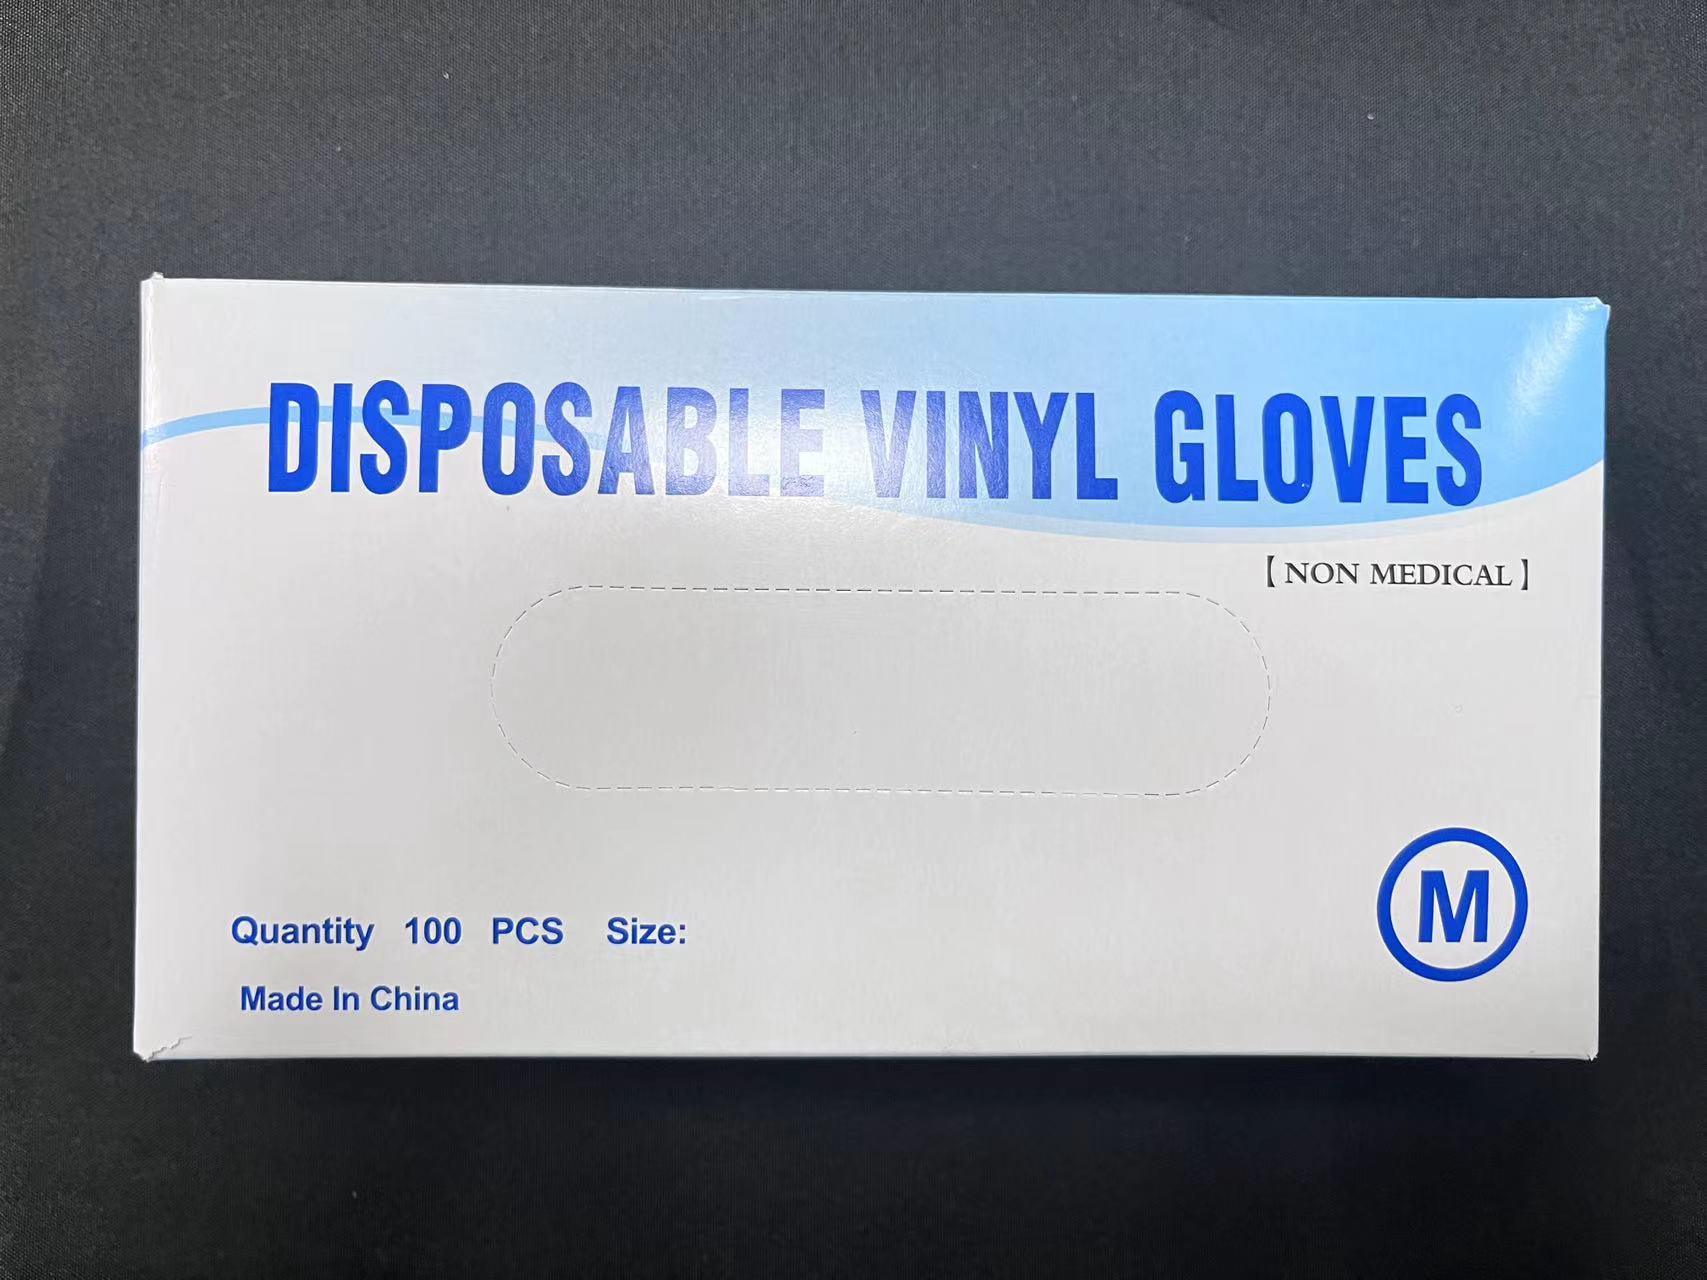 DISPOSABLE VINYL GLOVES
【NON MEDICAL】
M
Quantity 100 PCS Size:
Made In China